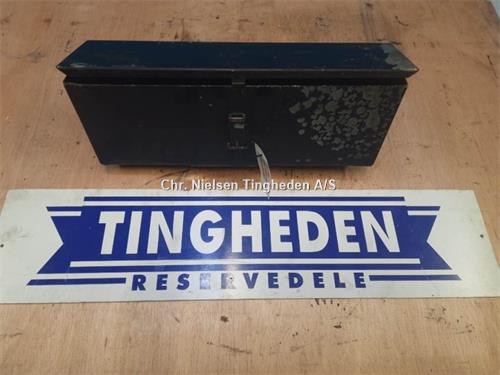 Chr. Nielsen Tingheden A/S
TINGHEDEN
RESERVEDELE